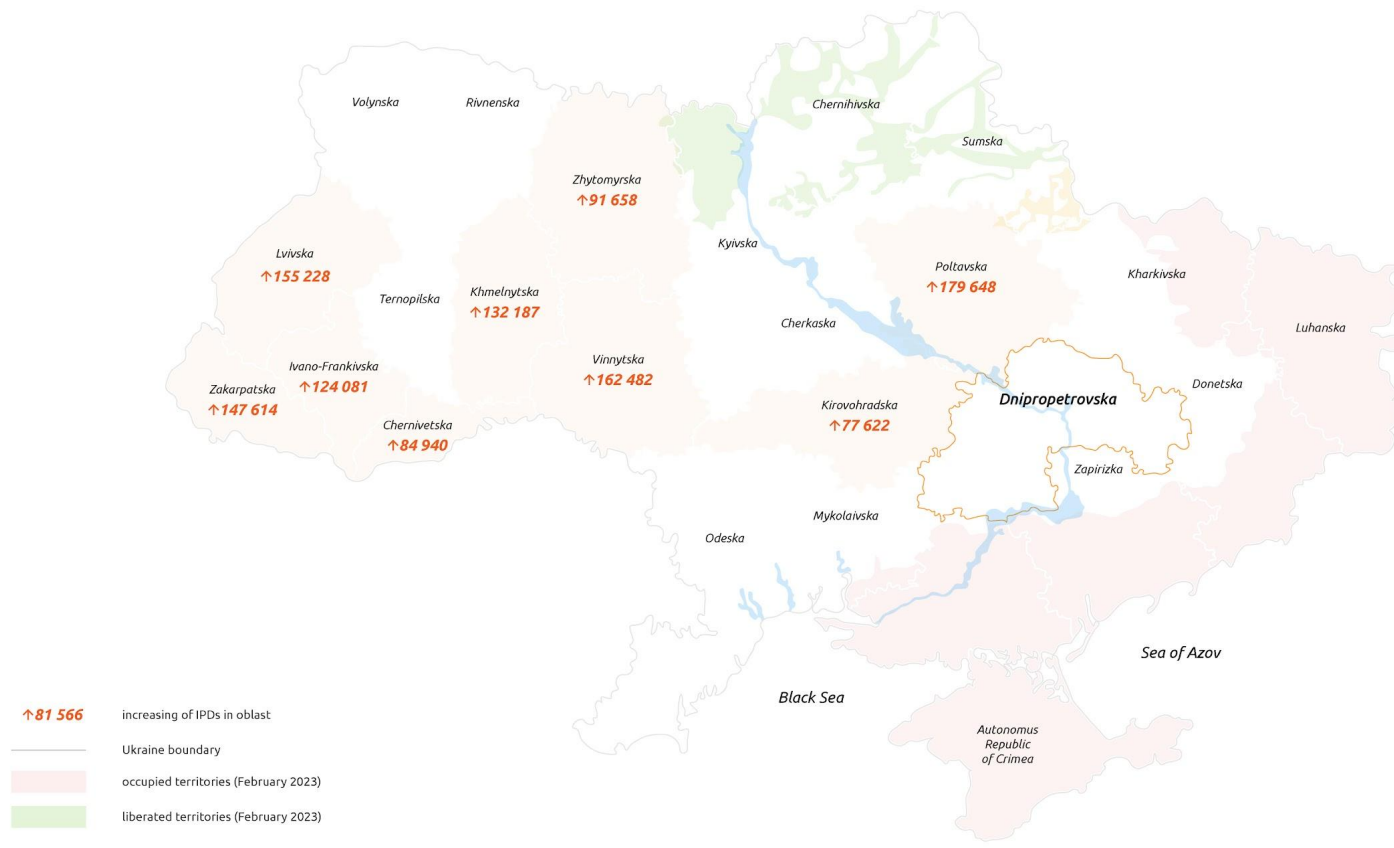 Volynska
Rivnenska
Chernihivska
Sumska
Zhytomyrska
↑91 658
Kyivska
Lvivska
↑155 228
Poltavska
↑179 648
Kharkivska
Khmelnytska
↑132 187
Ternopilska
Cherkaska
Luhanska
Vinnytska
↑162 482
Ivano-Frankivska
↑124 081
Zakarpatska
↑147 614
Donetska
Dnipropetrovska
Kirovohradska
↑77 622
Chernivetska
↑84 940
Zapirizka
Mykolaivska
Odeska
Sea of Azov
Black Sea
Autonomus
Republic
of Crimea
↑81 566 increasing of IPDs in oblast
Ukraine boundary
occupied territories (February 2023)
liberated territories (February 2023)